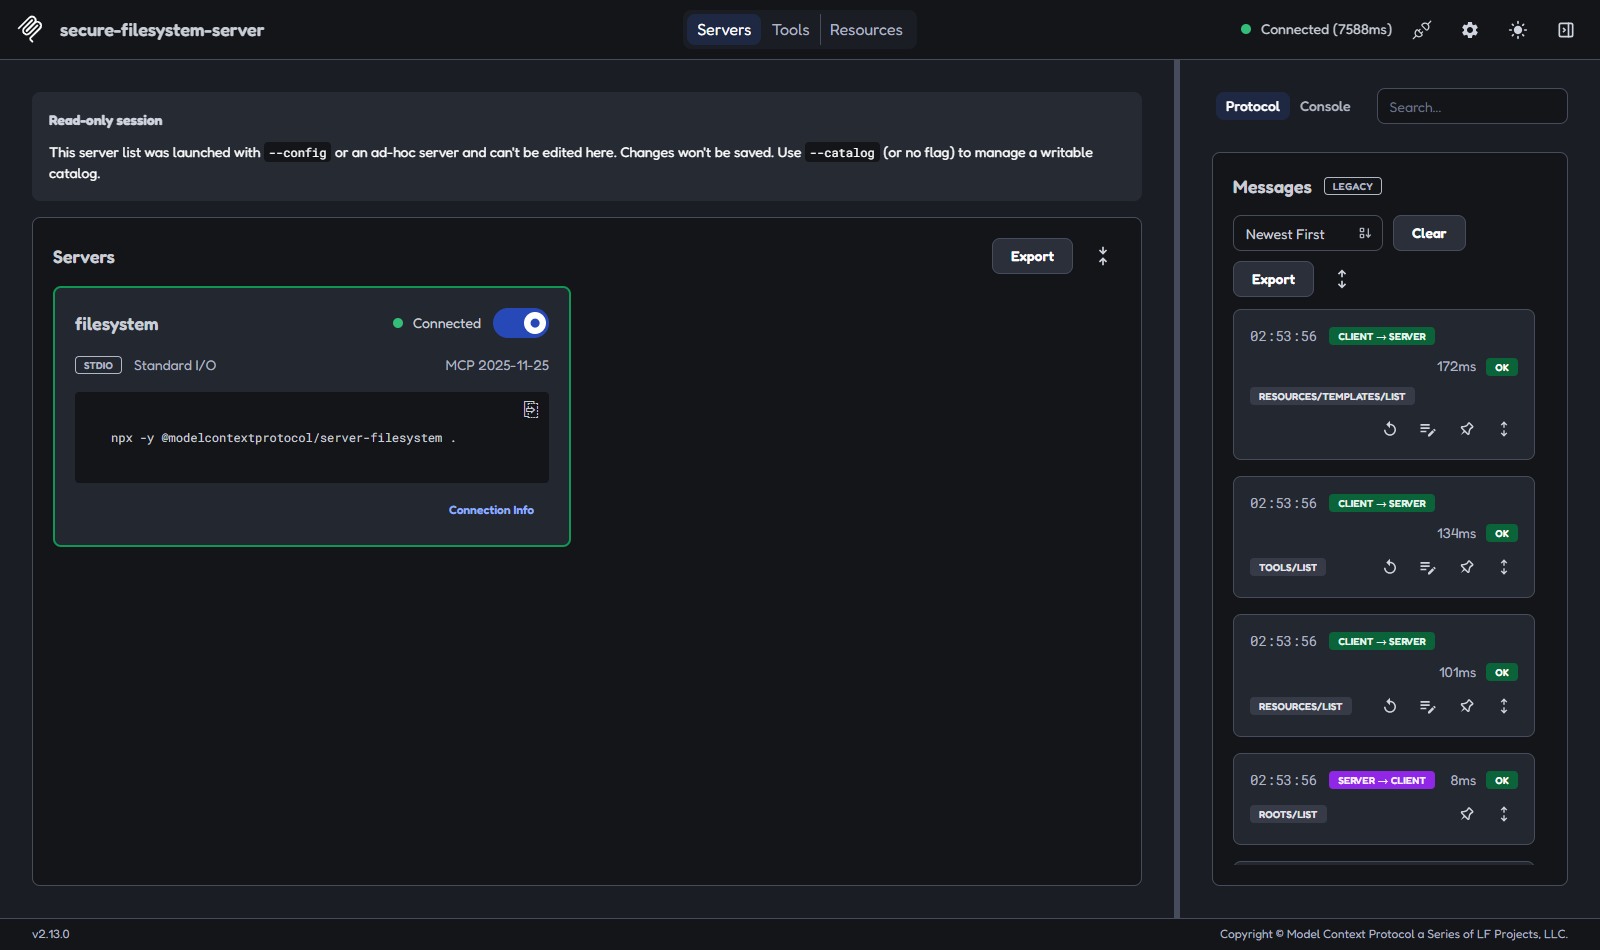 secure-filesystem-server
Servers
Tools
Resources
Connected (7588ms)
Read-only session
This server list was launched with --config or an ad-hoc server and can't be edited here. Changes won't be saved. Use --catalog (or no flag) to manage a writable
catalog.
Servers
Export
filesystem
Connected
STDIO
Standard I/O
MCP 2025-11-25
npx -y @modelcontextprotocol/server-filesystem .
Connection Info
Protocol
Console
Search...
Messages
LEGACY
Newest First
Clear
Export
02:53:56
CLIENT → SERVER
172ms
OK
RESOURCES/TEMPLATES/LIST
02:53:56
CLIENT → SERVER
134ms
OK
TOOLS/LIST
02:53:56
CLIENT → SERVER
101ms
OK
RESOURCES/LIST
02:53:56
SERVER → CLIENT
8ms
OK
ROOTS/LIST
v2.13.0
Copyright © Model Context Protocol a Series of LF Projects, LLC.